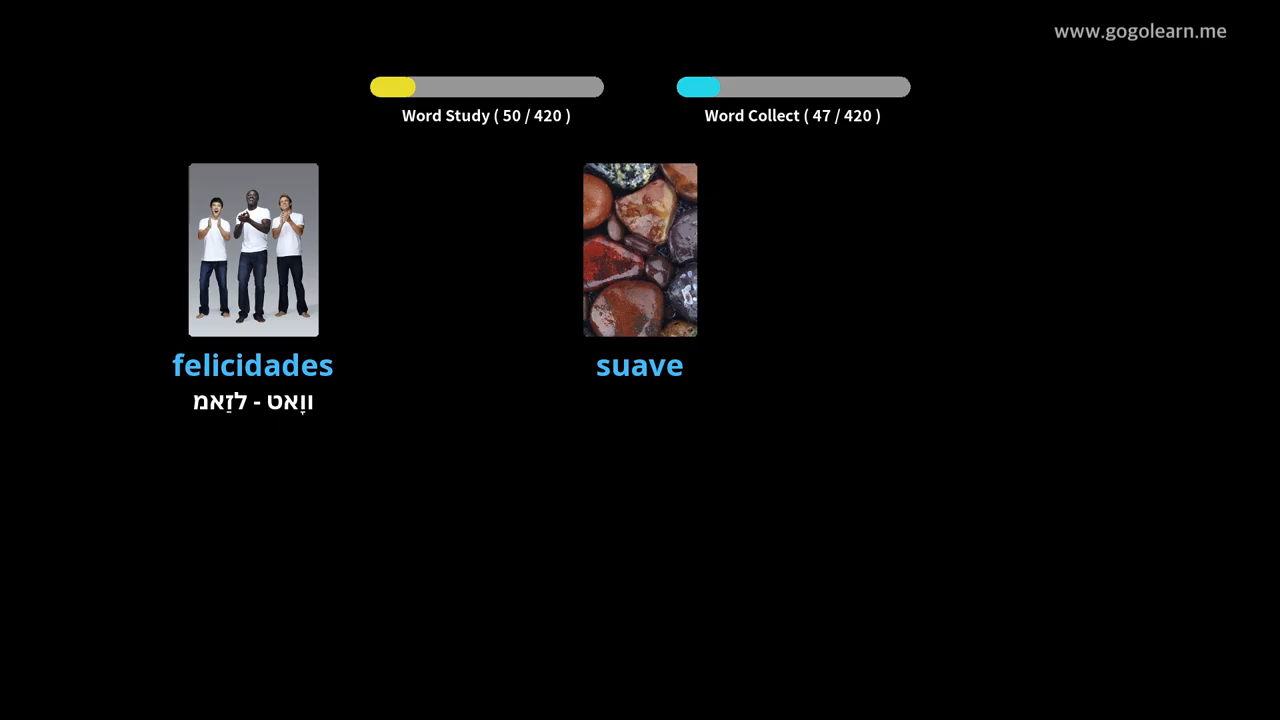 www.gogolearn.me
Word Study ( 50 / 420 )
Word Collect ( 47 / 420 )
felicidades
ווָאט - לזַאמ
suave